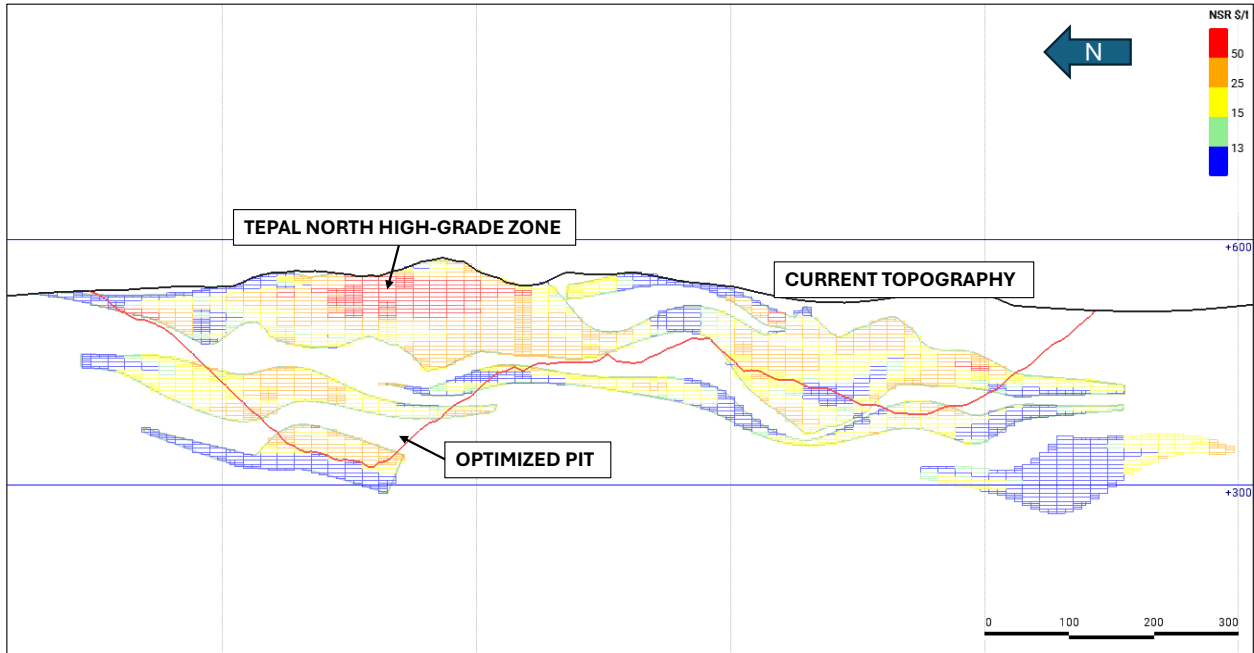 NSR $/t
N
50
25
15
13
TEPAL NORTH HIGH-GRADE ZONE
+600
CURRENT TOPOGRAPHY
OPTIMIZED PIT
+300
0 100 200 300